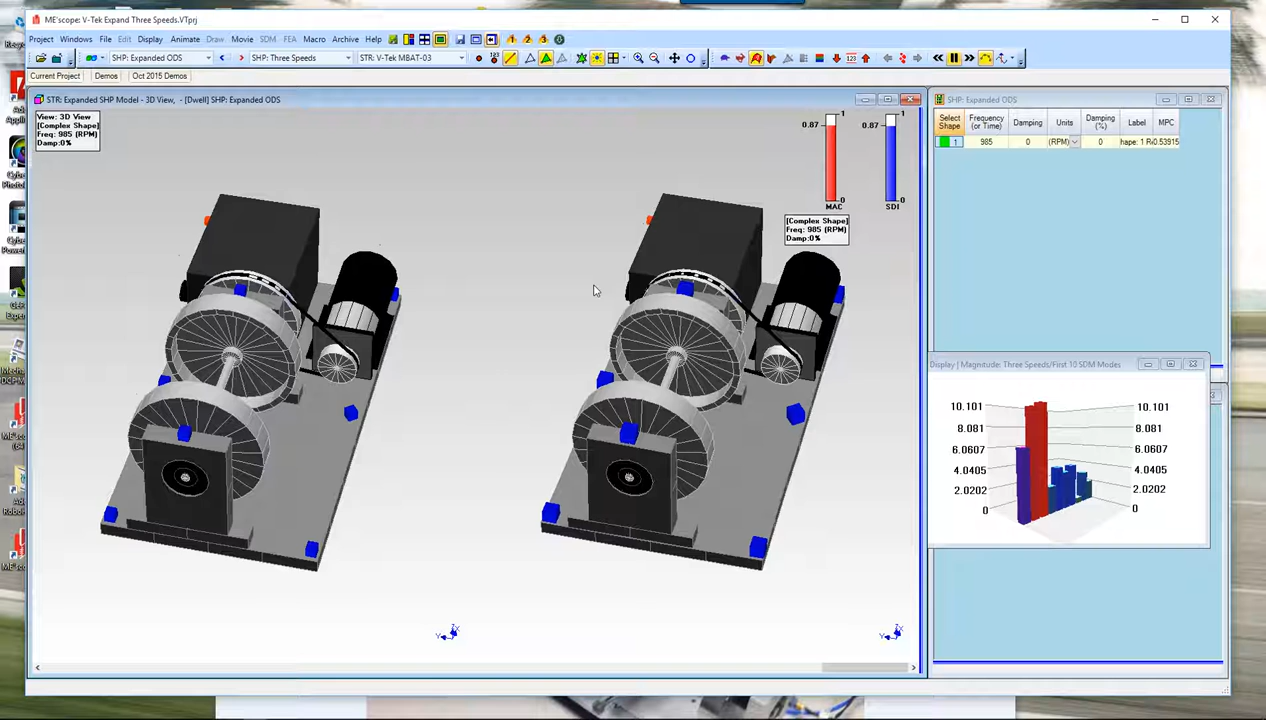 ME'scope: V-Tek Expand Three Speeds.VTprj
Project Windows File Edit Display Animate Draw Movie SDM FEA Macro Archive Help
SHP: Expanded ODS SHP: Three Speeds STR: V-Tek MBAT-03
Current Project Demos Oct 2015 Demos
STR: Expanded SHP Model - 3D View, - [Dwell] SHP: Expanded ODS
View: 3D View
[Complex Shape]
Freq: 985 (RPM)
Damp:0%
0.87 1
0
MAC
0.87 1
0
SDI
[Complex Shape]
Freq: 985 (RPM)
Damp:0%
SHP: Expanded ODS
Select Shape Frequency (or Time) Damping Units Damping (%) Label MPC
1 985 0 (RPM) 0 hape: 1 R 0.53915
Display | Magnitude: Three Speeds/First 10 SDM Modes
10.101 10.101
8.081 8.081
6.0607 6.0607
4.0405 4.0405
2.0202 2.0202
0 0